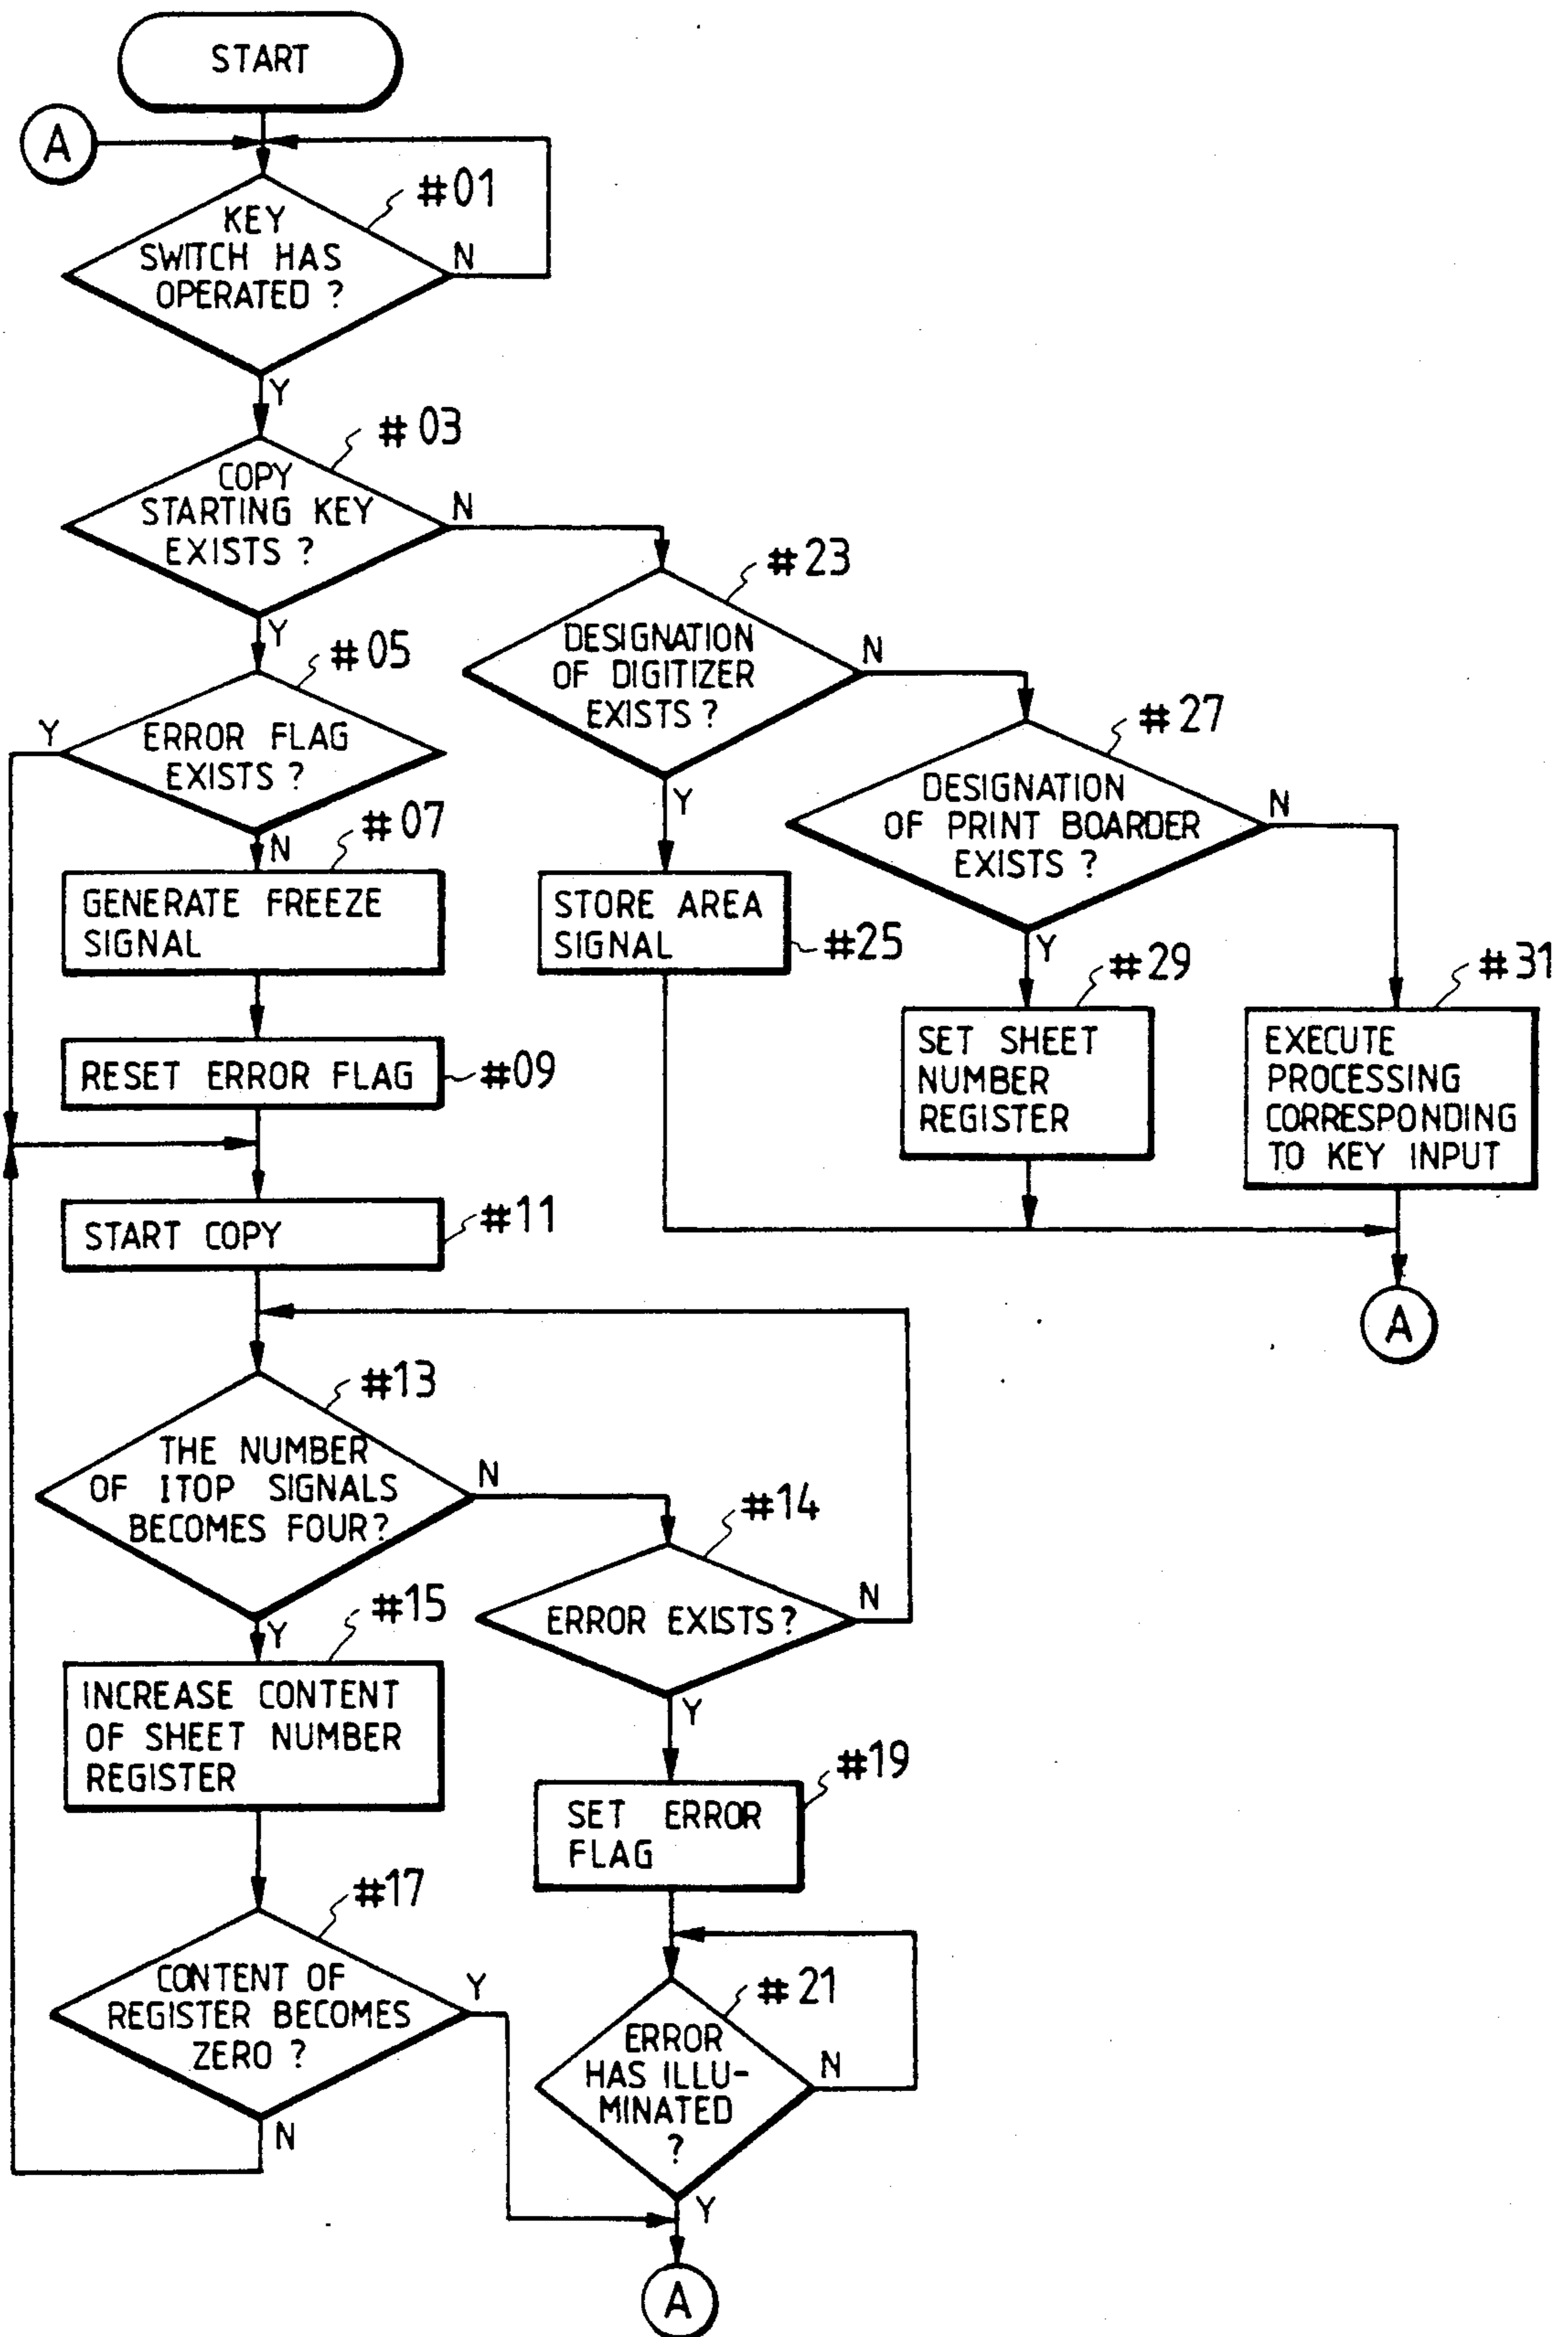 START
A
#01
KEY
SWITCH HAS
OPERATED ?
N
Y
#03
COPY
STARTING KEY
EXISTS ?
N
Y
#23
DESIGNATION
OF DIGITIZER
EXISTS ?
N
Y
#05
ERROR FLAG
EXISTS ?
Y
N
#27
DESIGNATION
OF PRINT BOARDER
EXISTS ?
N
Y
#07
GENERATE FREEZE
SIGNAL
STORE AREA
SIGNAL
#25
#29
SET SHEET
NUMBER
REGISTER
#31
EXECUTE
PROCESSING
CORRESPONDING
TO KEY INPUT
RESET ERROR FLAG
#09
START COPY
#11
A
#13
THE NUMBER
OF ITOP SIGNALS
BECOMES FOUR?
N
Y
#14
ERROR EXISTS?
N
Y
#15
INCREASE CONTENT
OF SHEET NUMBER
REGISTER
#19
SET ERROR
FLAG
#17
CONTENT OF
REGISTER BECOMES
ZERO ?
Y
N
#21
ERROR
HAS ILLU-
MINATED
?
N
Y
A